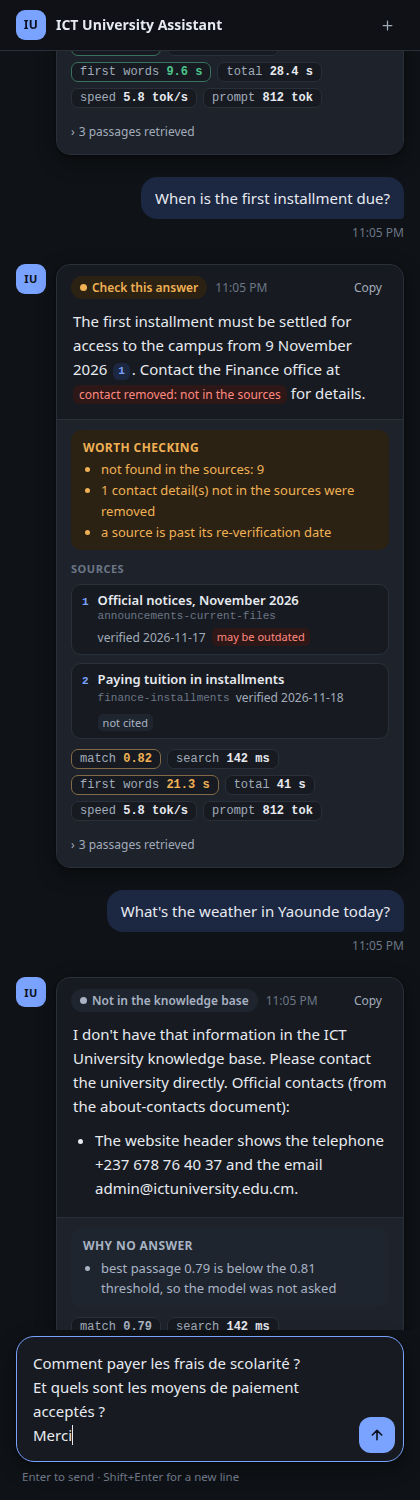 IU ICT University Assistant +
first words 9.6 s total 28.4 s
speed 5.8 tok/s prompt 812 tok
› 3 passages retrieved
When is the first installment due?
11:05 PM
IU
Check this answer 11:05 PM Copy
The first installment must be settled for
access to the campus from 9 November
2026 1. Contact the Finance office at
contact removed: not in the sources for details.
WORTH CHECKING
• not found in the sources: 9
• 1 contact detail(s) not in the sources were
removed
• a source is past its re-verification date
SOURCES
1 Official notices, November 2026
announcements-current-files
verified 2026-11-17 may be outdated
2 Paying tuition in installments
finance-installments verified 2026-11-18
not cited
match 0.82 search 142 ms
first words 21.3 s total 41 s
speed 5.8 tok/s prompt 812 tok
› 3 passages retrieved
What's the weather in Yaounde today?
11:05 PM
IU
Not in the knowledge base 11:05 PM Copy
I don't have that information in the ICT
University knowledge base. Please contact
the university directly. Official contacts (from
the about-contacts document):
• The website header shows the telephone
+237 678 76 40 37 and the email
admin@ictuniversity.edu.cm.
WHY NO ANSWER
• best passage 0.79 is below the 0.81
threshold, so the model was not asked
match 0.79 search 142 ms
Comment payer les frais de scolarité ?
Et quels sont les moyens de paiement
acceptés ?
Merci
Enter to send · Shift+Enter for a new line